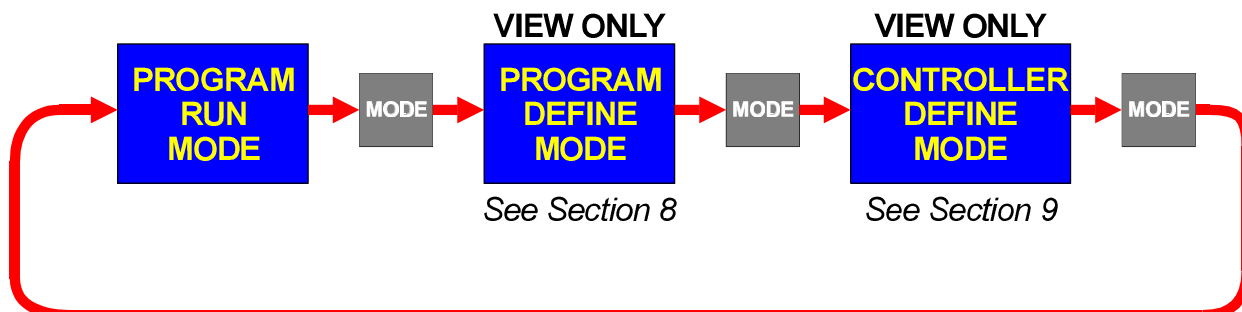 VIEW ONLY
VIEW ONLY
PROGRAM
RUN
MODE
MODE
PROGRAM
DEFINE
MODE
MODE
CONTROLLER
DEFINE
MODE
MODE
See Section 8
See Section 9